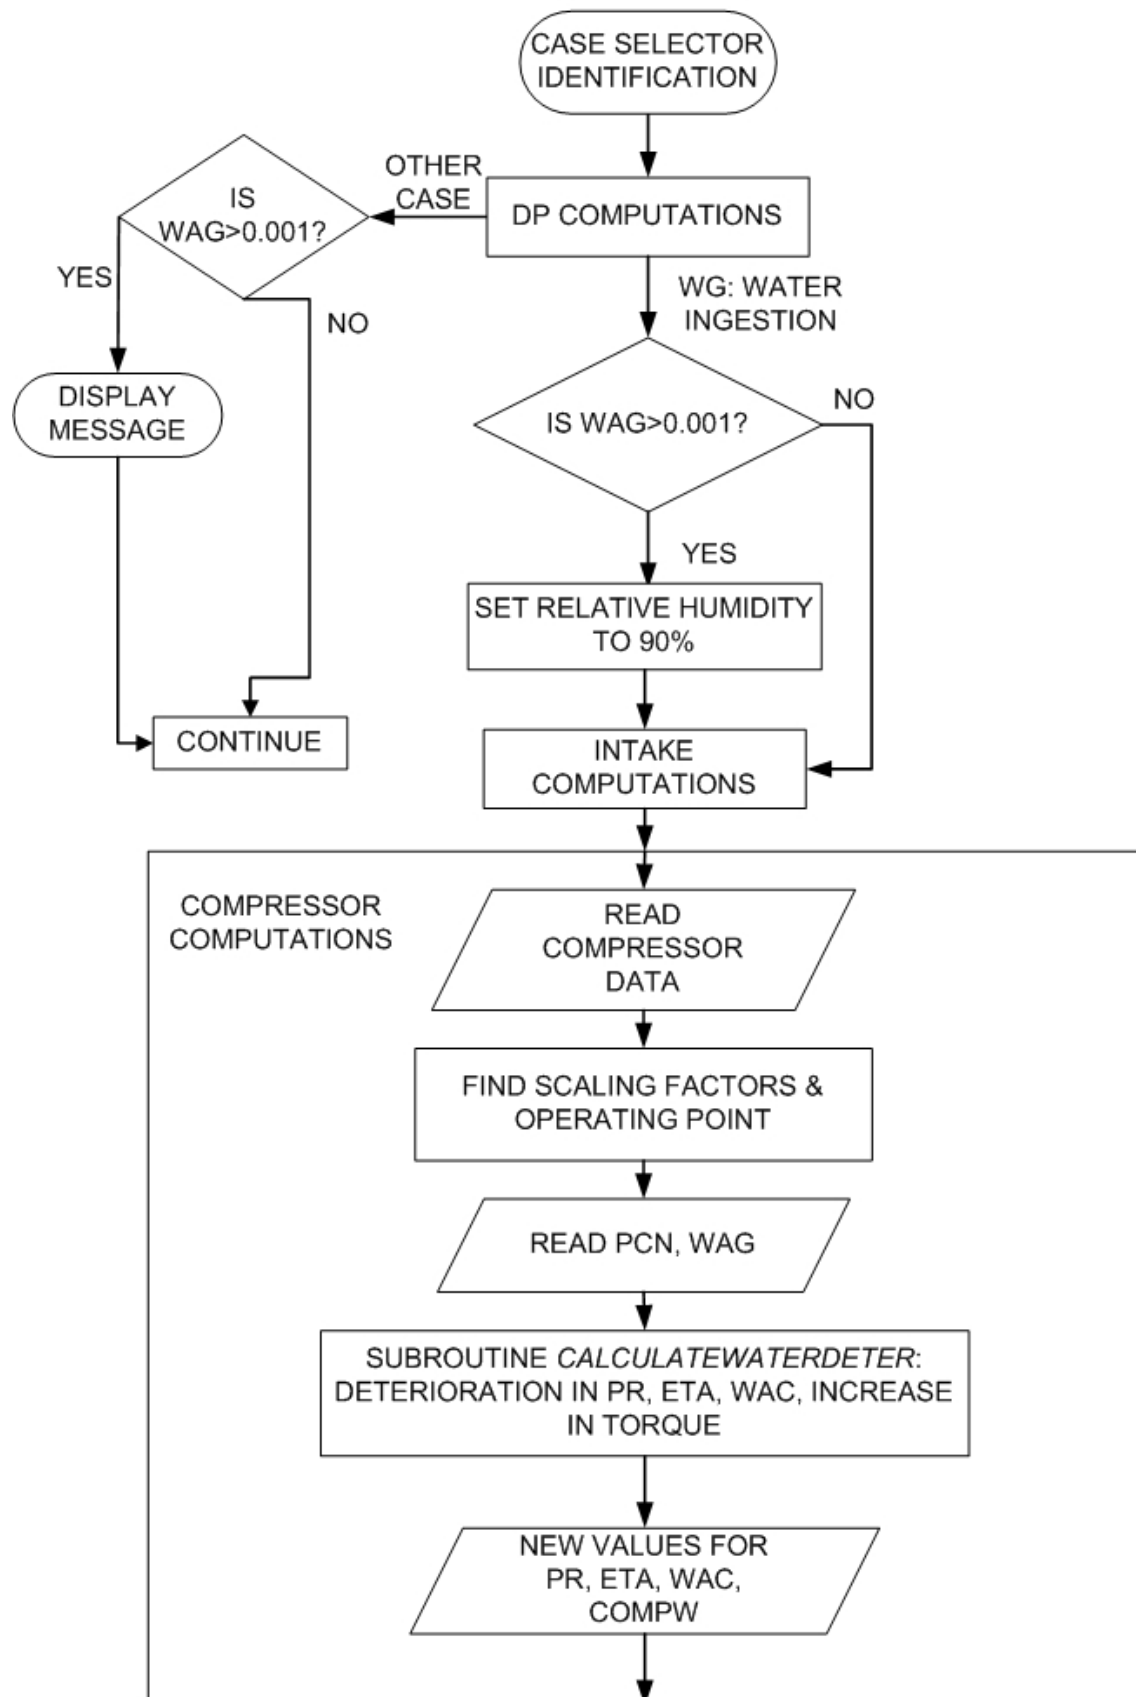 CASE SELECTOR
IDENTIFICATION
DP COMPUTATIONS
OTHER
CASE
IS
WAG>0.001?
YES
NO
DISPLAY
MESSAGE
CONTINUE
WG: WATER
INGESTION
IS WAG>0.001?
NO
YES
SET RELATIVE HUMIDITY
TO 90%
INTAKE
COMPUTATIONS
COMPRESSOR
COMPUTATIONS
READ
COMPRESSOR
DATA
FIND SCALING FACTORS &
OPERATING POINT
READ PCN, WAG
SUBROUTINE CALCULATEWATERDETER:
DETERIORATION IN PR, ETA, WAC, INCREASE
IN TORQUE
NEW VALUES FOR
PR, ETA, WAC,
COMPW